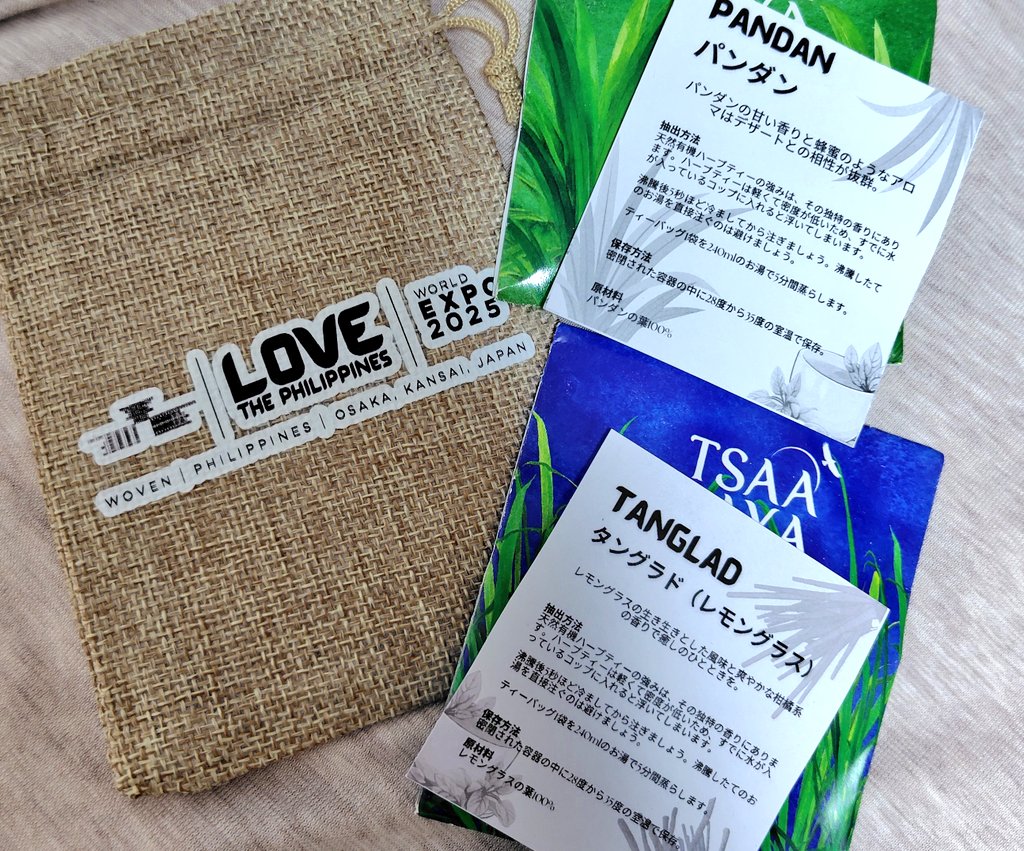 LOVE
THE PHILIPPINES
WORLD
EXPO
2025
WOVEN | PHILIPPINES | OSAKA, KANSAI, JAPAN
PANDAN
パンダン
パンダンの甘い香りと蜂蜜のようなアロ
マはデザートとの相性が抜群。
抽出方法
天然有機ハーブティーの強みは、その独特の香りにあり
ます。ハーブティーは軽くて密度が低いため、すでに水
が入っているコップに入れると浮いてしまいます。
沸騰後5秒ほど冷ましてから注ぎましょう。沸騰したて
のお湯を直接注ぐのは避けましょう。
ティーバッグ1袋を240mlのお湯で5分間蒸らします。
保存方法
密閉された容器の中に28度から35度の室温で保存。
原材料
パンダンの葉100%
TSAA
TANGLAD
タングラド（レモングラス）
レモングラスの生き生きとした風味と爽やかな柑橘系
の香りで癒しのひとときを。
抽出方法
天然有機ハーブティーの強みは、その独特の香りにありま
す。ハーブティーは軽くて密度が低いため、すでに水が入
っているコップに入れると浮いてしまいます。
沸騰後5秒ほど冷ましてから注ぎましょう。沸騰したてのお
湯を直接注ぐのは避けましょう。
ティーバッグ1袋を240mlのお湯で5分間蒸らします。
保存方法
密閉された容器の中に28度から35度の室温で保存。
原材料
レモングラスの葉100%